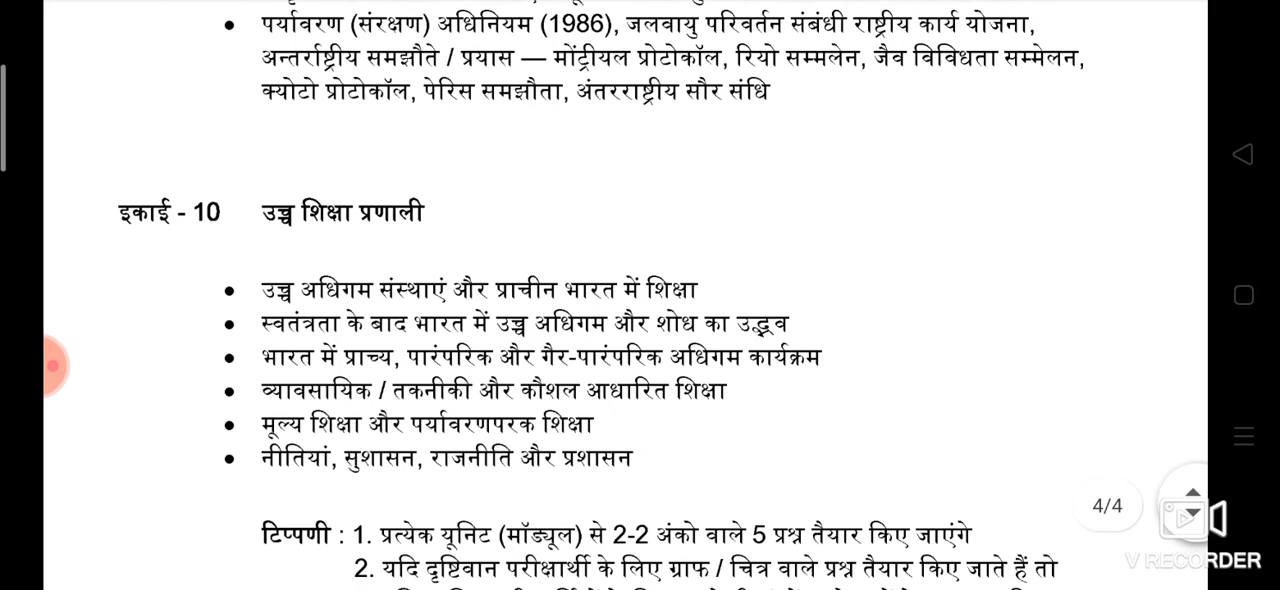 पर्यावरण (संरक्षण) अधिनियम (1986), जलवायु परिवर्तन संबंधी राष्ट्रीय कार्य योजना,
अन्तर्राष्ट्रीय समझौते / प्रयास — मोंट्रीयल प्रोटोकॉल, रियो सम्मलेन, जैव विविधता सम्मेलन,
क्योटो प्रोटोकॉल, पेरिस समझौता, अंतरराष्ट्रीय सौर संधि
इकाई - 10 उच्च शिक्षा प्रणाली
• उच्च अधिगम संस्थाएं और प्राचीन भारत में शिक्षा
• स्वतंत्रता के बाद भारत में उच्च अधिगम और शोध का उद्भव
• भारत में प्राच्य, पारंपरिक और गैर-पारंपरिक अधिगम कार्यक्रम
• व्यावसायिक / तकनीकी और कौशल आधारित शिक्षा
• मूल्य शिक्षा और पर्यावरणपरक शिक्षा
• नीतियां, सुशासन, राजनीति और प्रशासन
4/4
टिप्पणी : 1. प्रत्येक यूनिट (मॉड्यूल) से 2-2 अंको वाले 5 प्रश्न तैयार किए जाएंगे
2. यदि दृष्टिवान परीक्षार्थी के लिए ग्राफ / चित्र वाले प्रश्न तैयार किए जाते हैं तो
V RECORDER